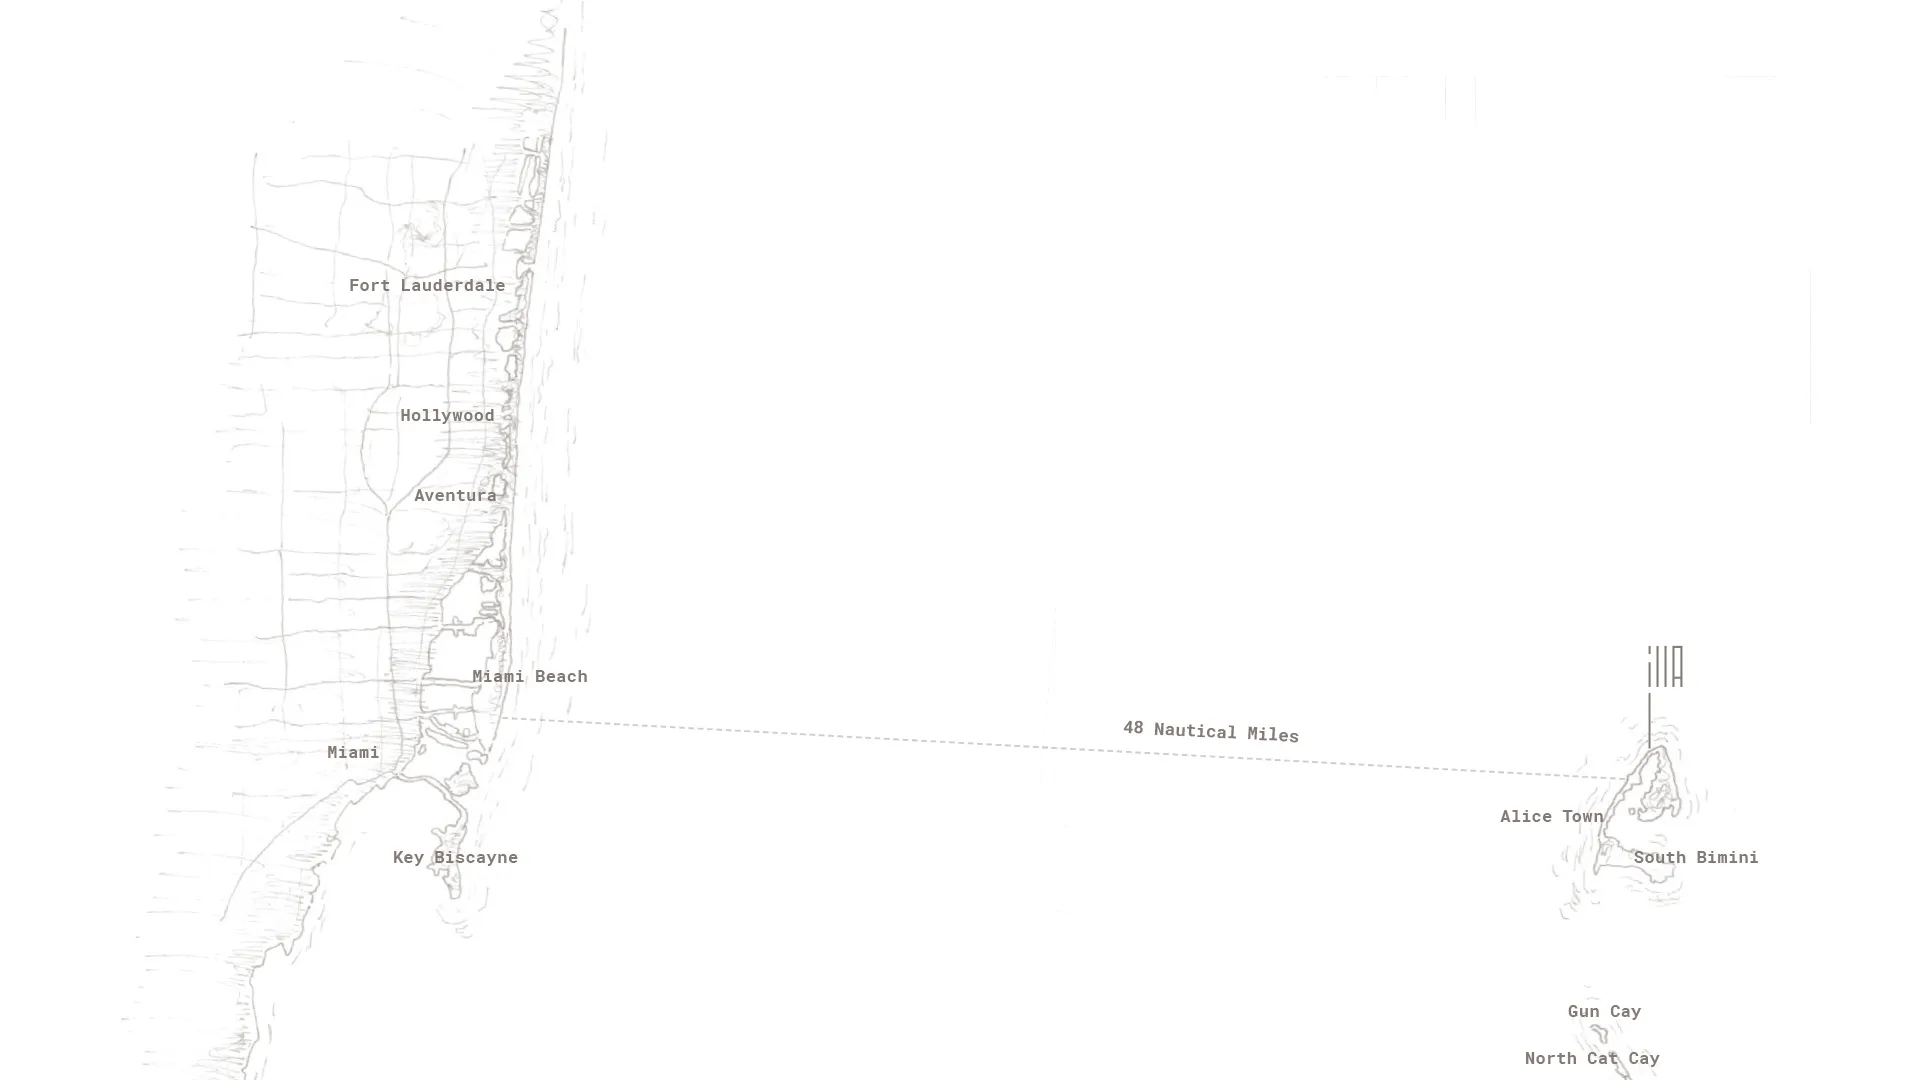 Fort Lauderdale
Hollywood
Aventura
Miami Beach
48 Nautical Miles
Miami
Key Biscayne
illA
Alice Town
South Bimini
Gun Cay
North Cat Cay